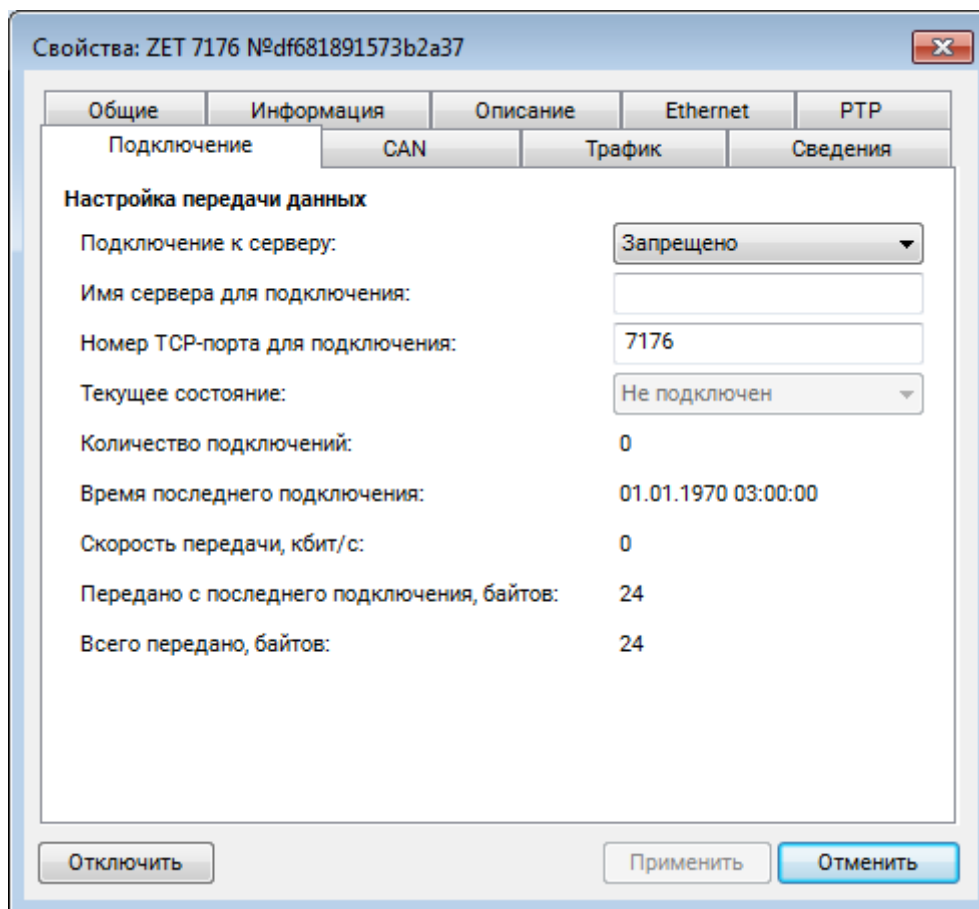 Свойства: ZET 7176 №df681891573b2a37
Общие Информация Описание Ethernet PTP
Подключение CAN Трафик Сведения
Настройка передачи данных
Подключение к серверу: Запрещено
Имя сервера для подключения:
Номер TCP-порта для подключения: 7176
Текущее состояние: Не подключен
Количество подключений: 0
Время последнего подключения: 01.01.1970 03:00:00
Скорость передачи, кбит/с: 0
Передано с последнего подключения, байтов: 24
Всего передано, байтов: 24
Отключить Применить Отменить